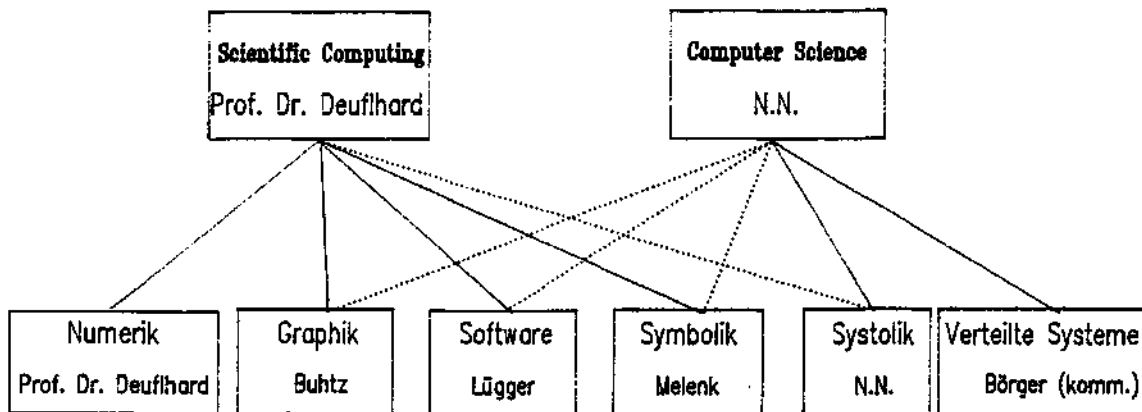 Scientific Computing
Prof. Dr. Deuflhard
Computer Science
N.N.
Numerik
Prof. Dr. Deuflhard
Graphik
Buhtz
Software
Lügger
Symbolik
Melenk
Systolik
N.N.
Verteilte Systeme
Börger (komm.)